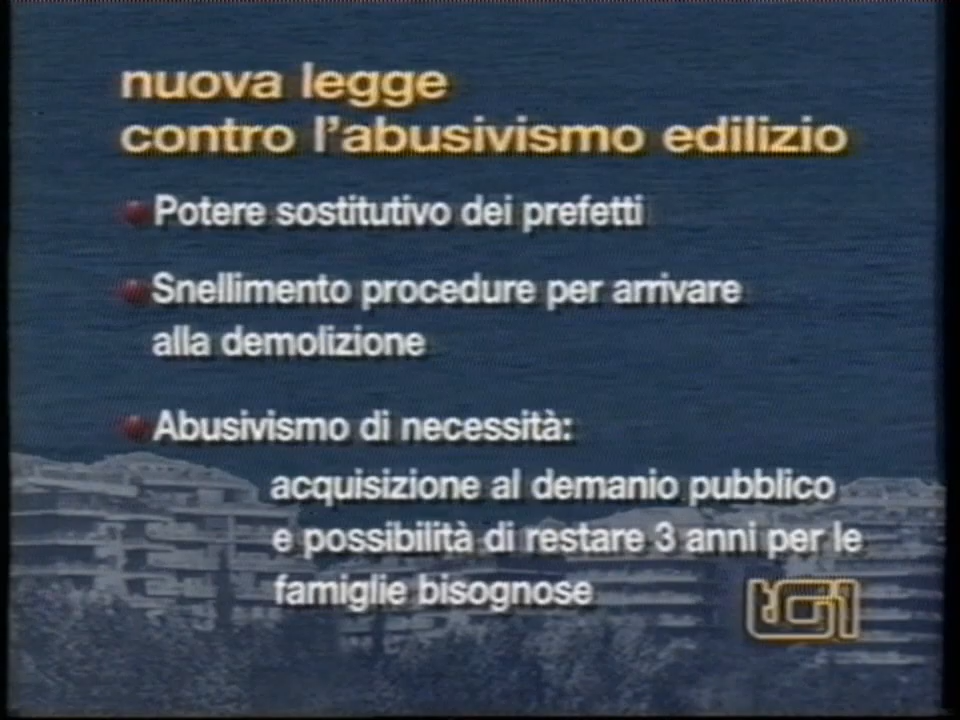 nuova legge
contro l'abusivismo edilizio
Potere sostitutivo dei prefetti
Snellimento procedure per arrivare
alla demolizione
Abusivismo di necessità:
acquisizione al demanio pubblico
e possibilità di restare 3 anni per le
famiglie bisognose
TG1